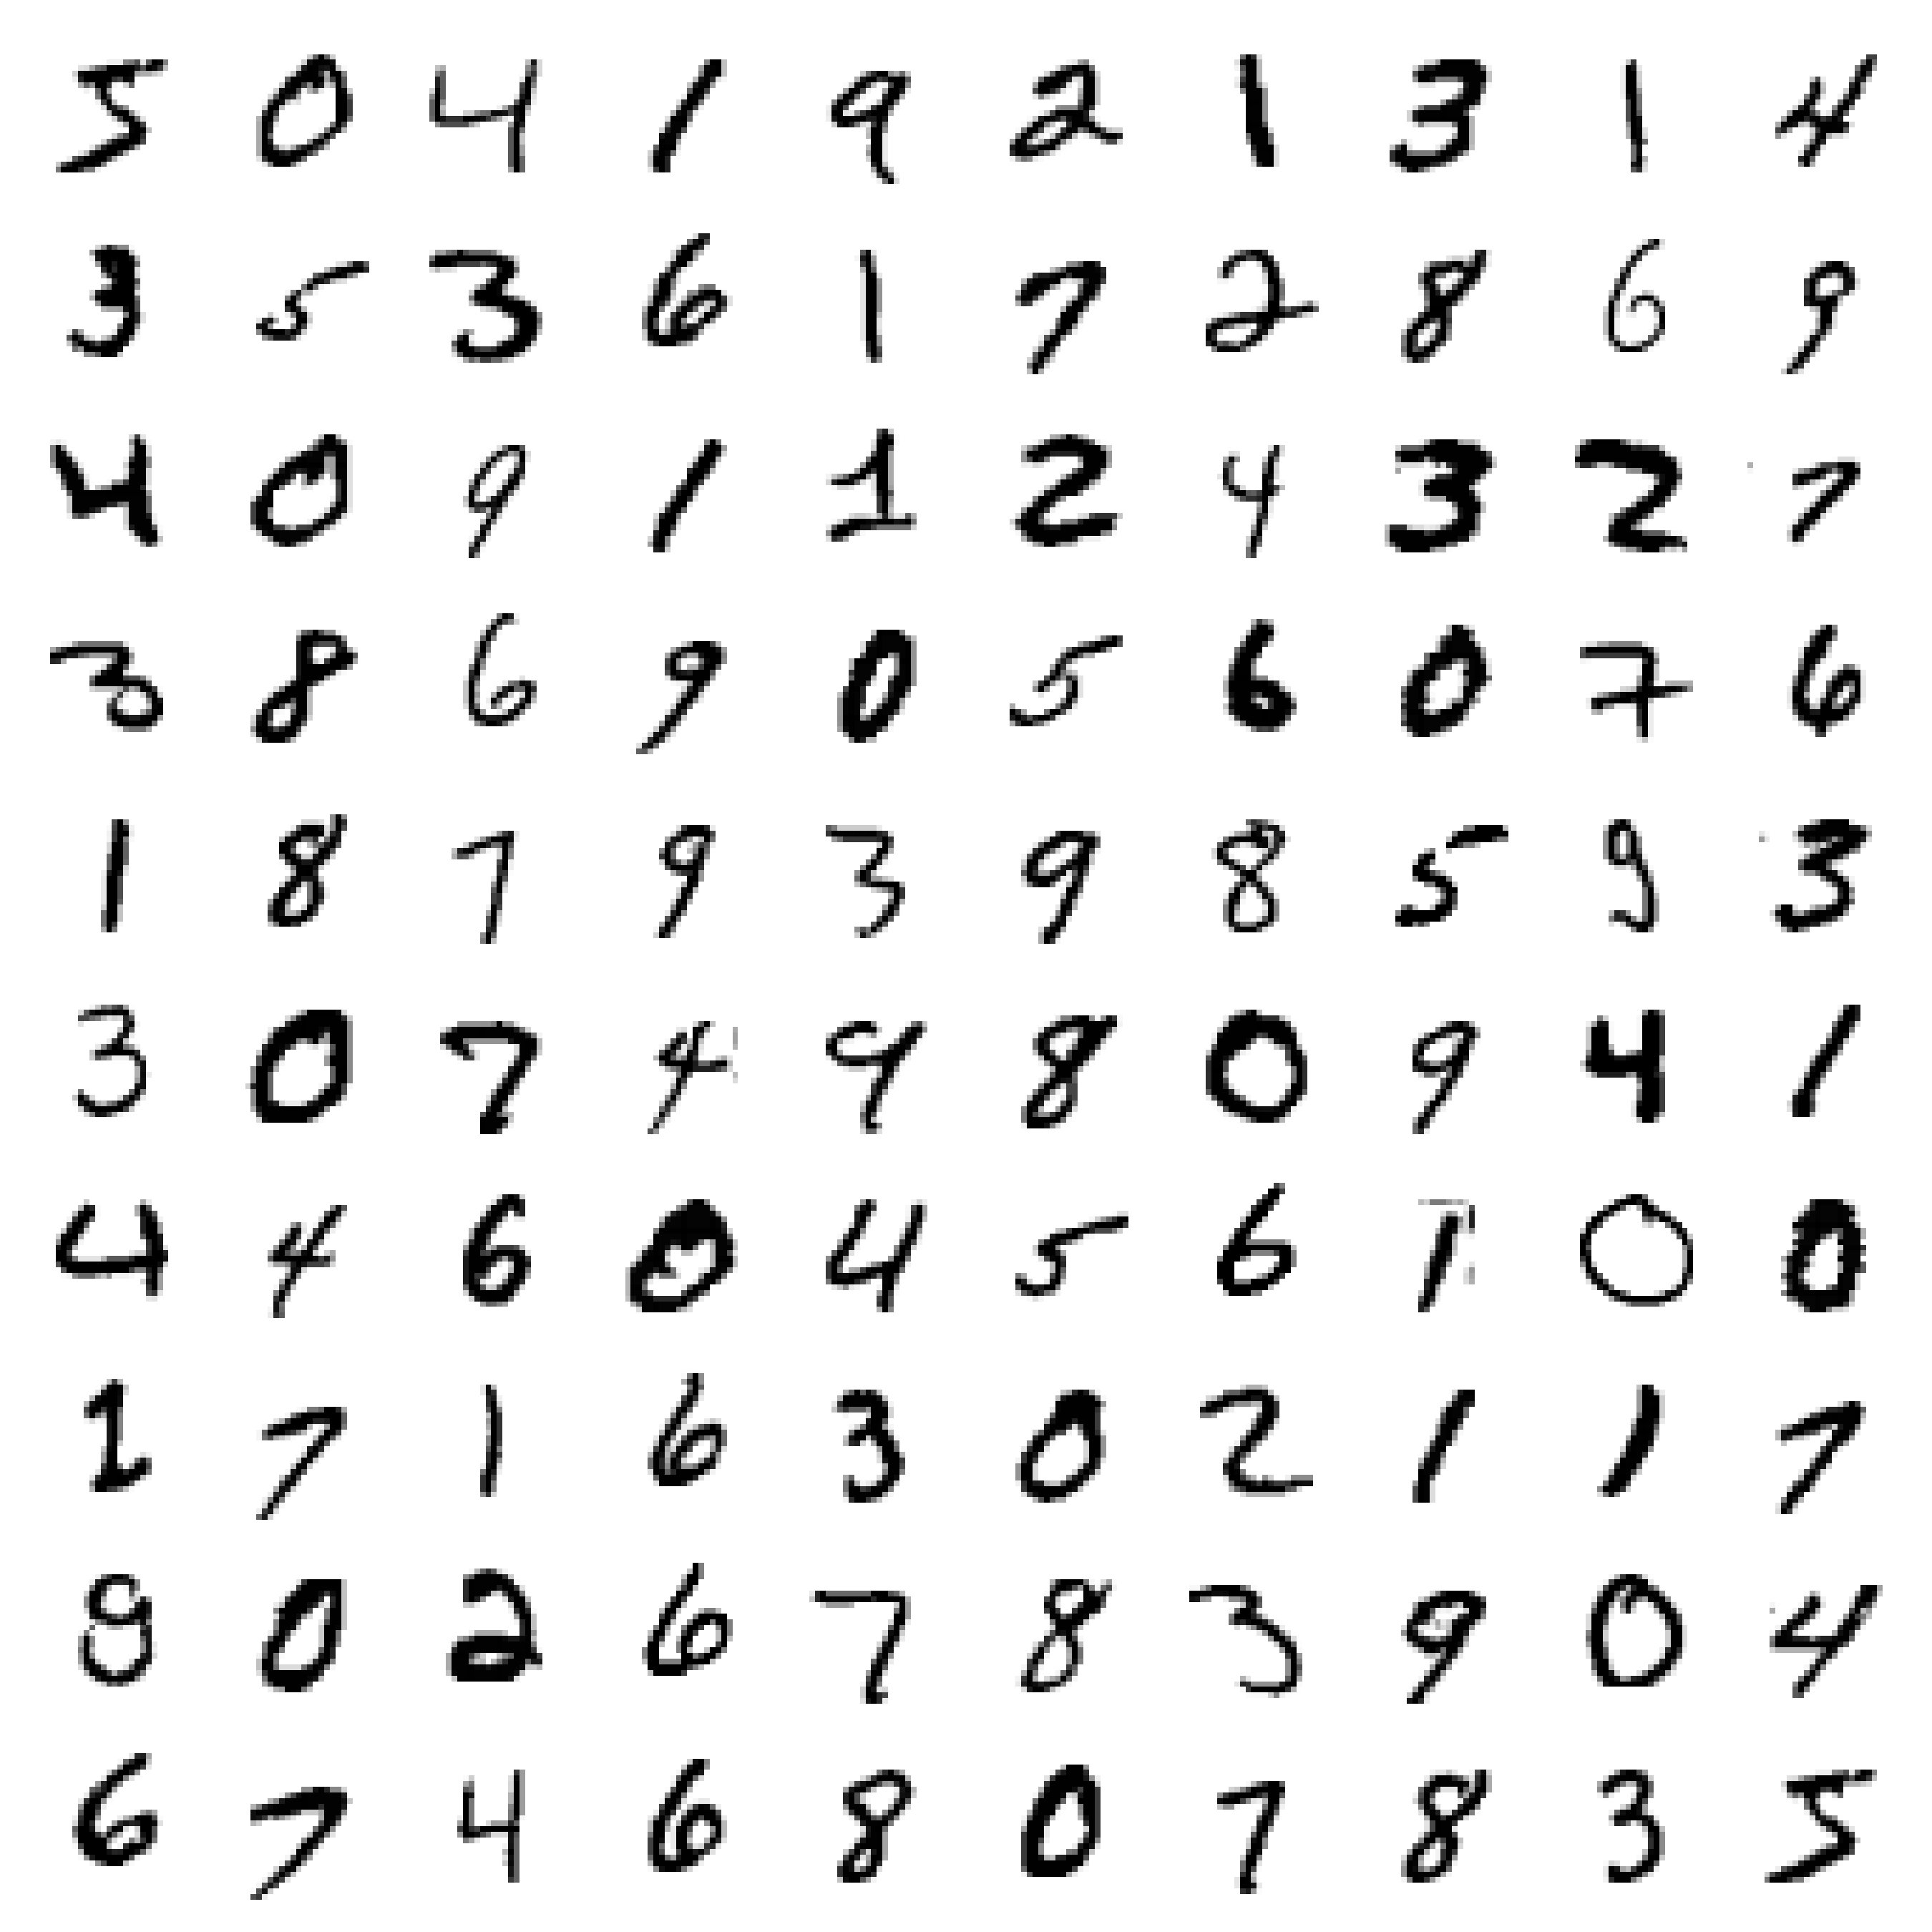 5 0 4 1 9 2 1 3 1 4
3 5 3 6 1 7 2 8 6 9
4 0 9 1 1 2 4 3 2 7
3 8 6 9 0 5 6 0 7 6
1 8 7 9 3 9 8 5 9 3
3 0 7 4 9 8 0 9 4 1
4 4 6 0 4 5 6 1 0 0
1 7 1 6 3 0 2 1 1 7
8 0 2 6 7 8 3 9 0 4
6 7 4 6 8 0 7 8 3 5